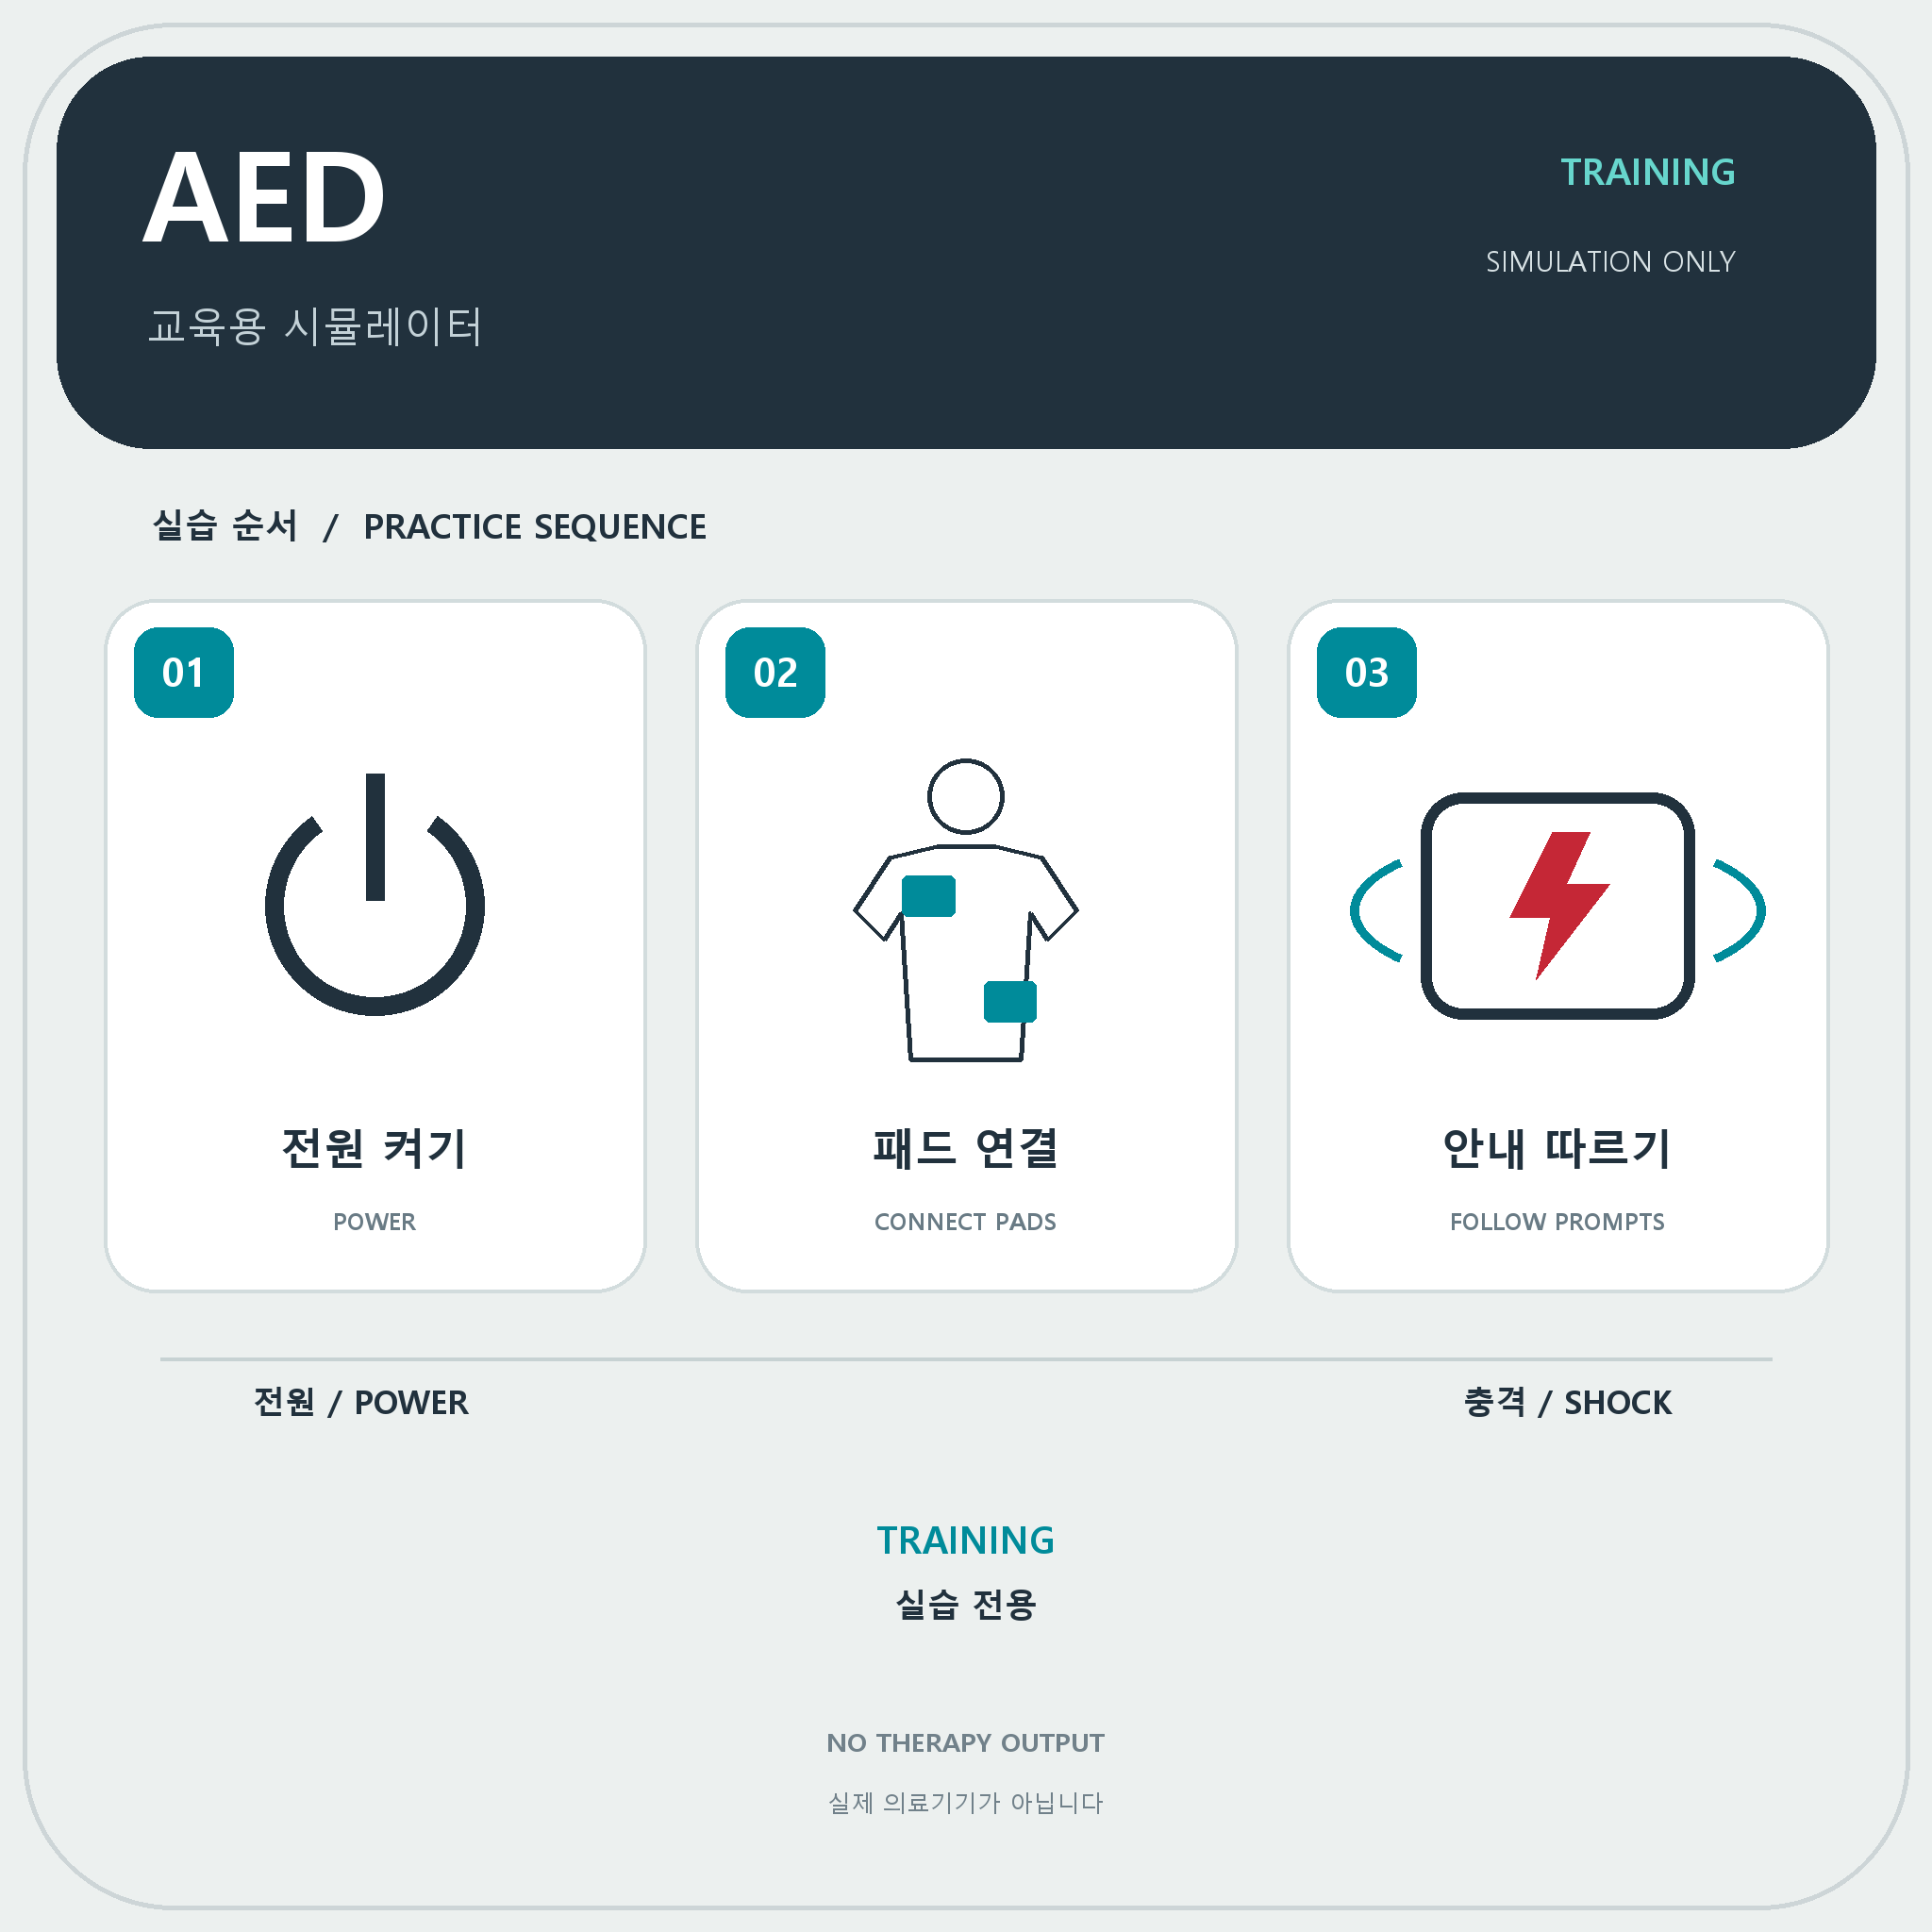 AED
교육용 시뮬레이터
TRAINING
SIMULATION ONLY
실습 순서 / PRACTICE SEQUENCE
01
전원 켜기
POWER
02
패드 연결
CONNECT PADS
03
안내 따르기
FOLLOW PROMPTS
전원 / POWER
충격 / SHOCK
TRAINING
실습 전용
NO THERAPY OUTPUT
실제 의료기기가 아닙니다